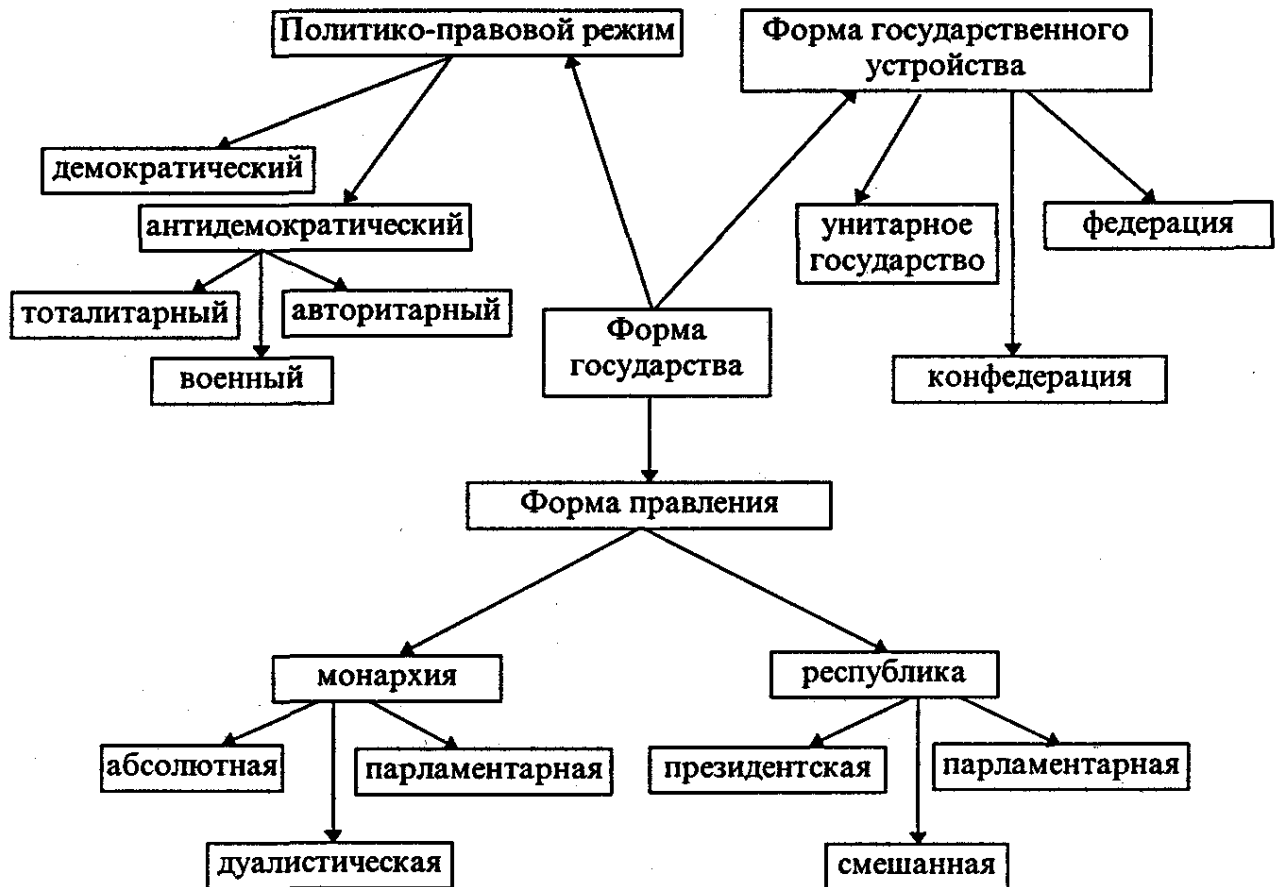 Политико-правовой режим
Форма государственного
устройства
демократический
антидемократический
тоталитарный
авторитарный
военный
унитарное
государство
федерация
конфедерация
Форма
государства
Форма правления
монархия
республика
абсолютная
парламентарная
дуалистическая
президентская
парламентарная
смешанная